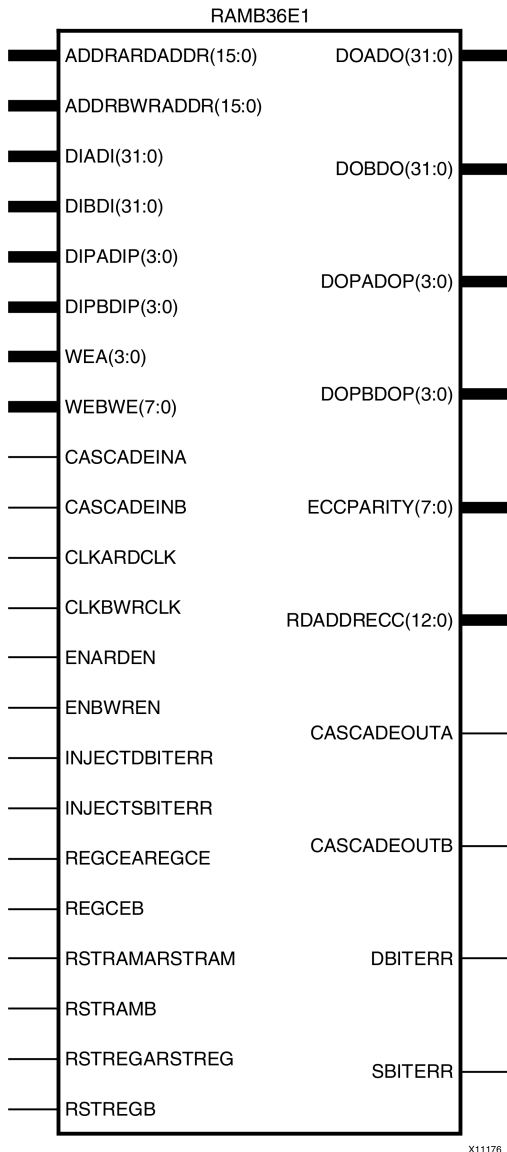 RAMB36E1
ADDRARDADDR(15:0)
ADDRBWRADDR(15:0)
DIADI(31:0)
DIBDI(31:0)
DIPADIP(3:0)
DIPBDIP(3:0)
WEA(3:0)
WEBWE(7:0)
CASCADEINA
CASCADEINB
CLKARDCLK
CLKBWRCLK
ENARDEN
ENBWREN
INJECTDBITERR
INJECTSBITERR
REGCEAREGCE
REGCEB
RSTRAMARSTRAM
RSTRAMB
RSTREGARSTREG
RSTREGB
DOADO(31:0)
DOBDO(31:0)
DOPADOP(3:0)
DOPBDOP(3:0)
ECCPARITY(7:0)
RDADDRECC(12:0)
CASCADEOUTA
CASCADEOUTB
DBITERR
SBITERR
X11176